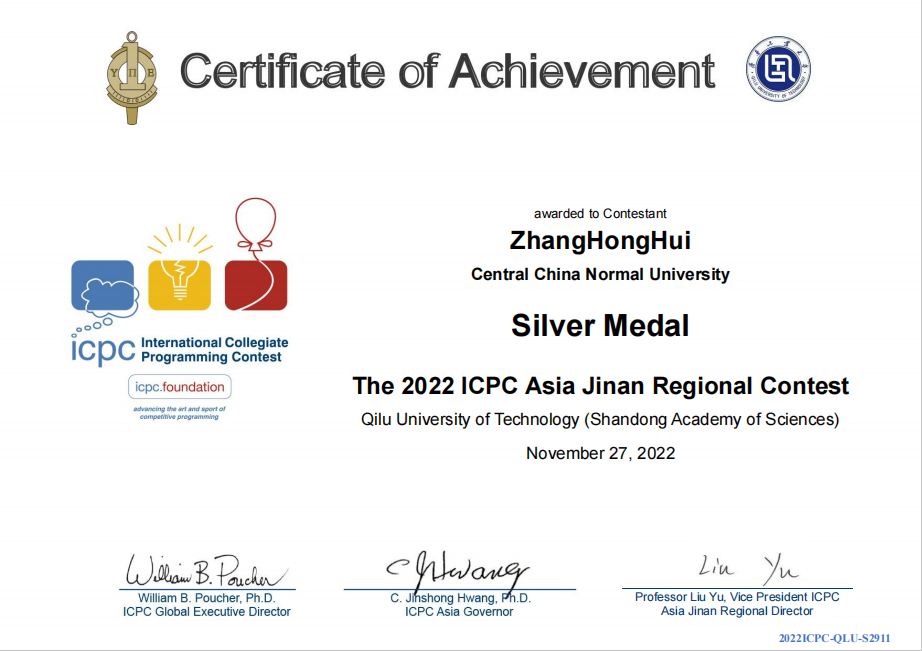 Certificate of Achievement
ΥΠΕ
awarded to Contestant
ZhangHongHui
Central China Normal University
Silver Medal
The 2022 ICPC Asia Jinan Regional Contest
Qilu University of Technology (Shandong Academy of Sciences)
November 27, 2022
icpc International Collegiate
Programming Contest
icpc.foundation
advancing the art and sport of
competitive programming
William B. Poucher
William B. Poucher, Ph.D.
ICPC Global Executive Director
CJHwang
C. Jinshong Hwang, Ph.D.
ICPC Asia Governor
Liu Yu
Professor Liu Yu, Vice President ICPC
Asia Jinan Regional Director
2022ICPC-QLU-S2911